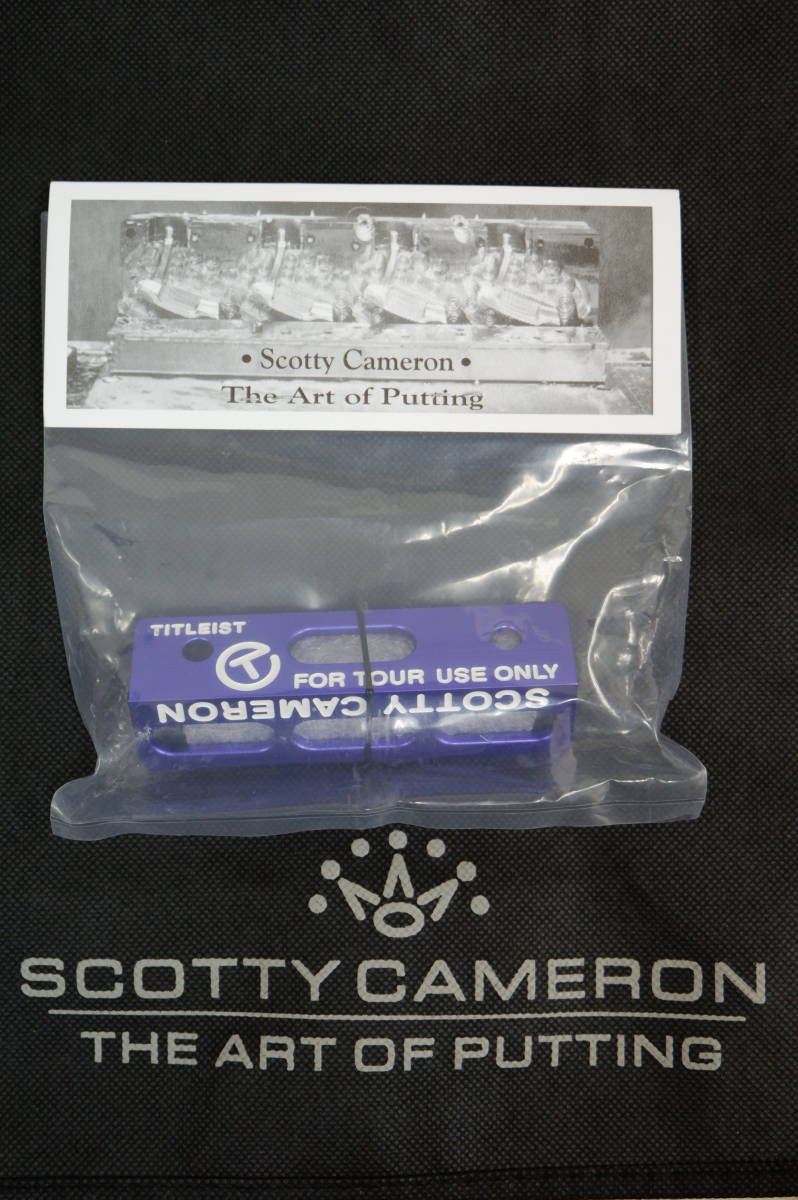 • Scotty Cameron •
The Art of Putting
TITLEIST
T
FOR TOUR USE ONLY
SCOTTY CAMERON
SCOTTY CAMERON
THE ART OF PUTTING